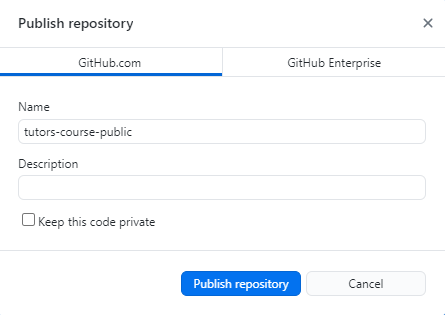 Publish repository
GitHub.com
GitHub Enterprise
Name
tutors-course-public
Description
Keep this code private
Publish repository
Cancel